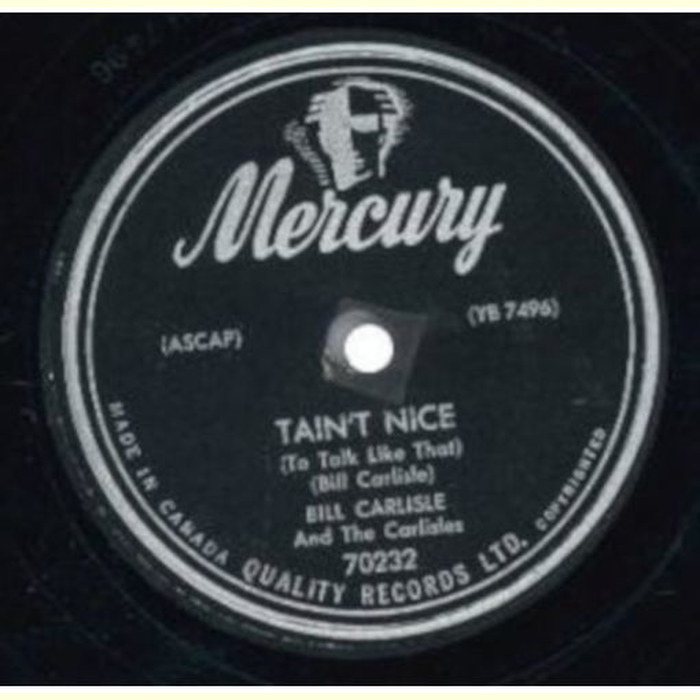 Mercury
(ASCAP)
(YB 7496)
TAIN'T NICE
(To Talk Like That)
(Bill Carlisle)
BILL CARLISLE
And The Carlisles
70232
MADE IN CANADA QUALITY RECORDS LTD. COPYRIGHTED